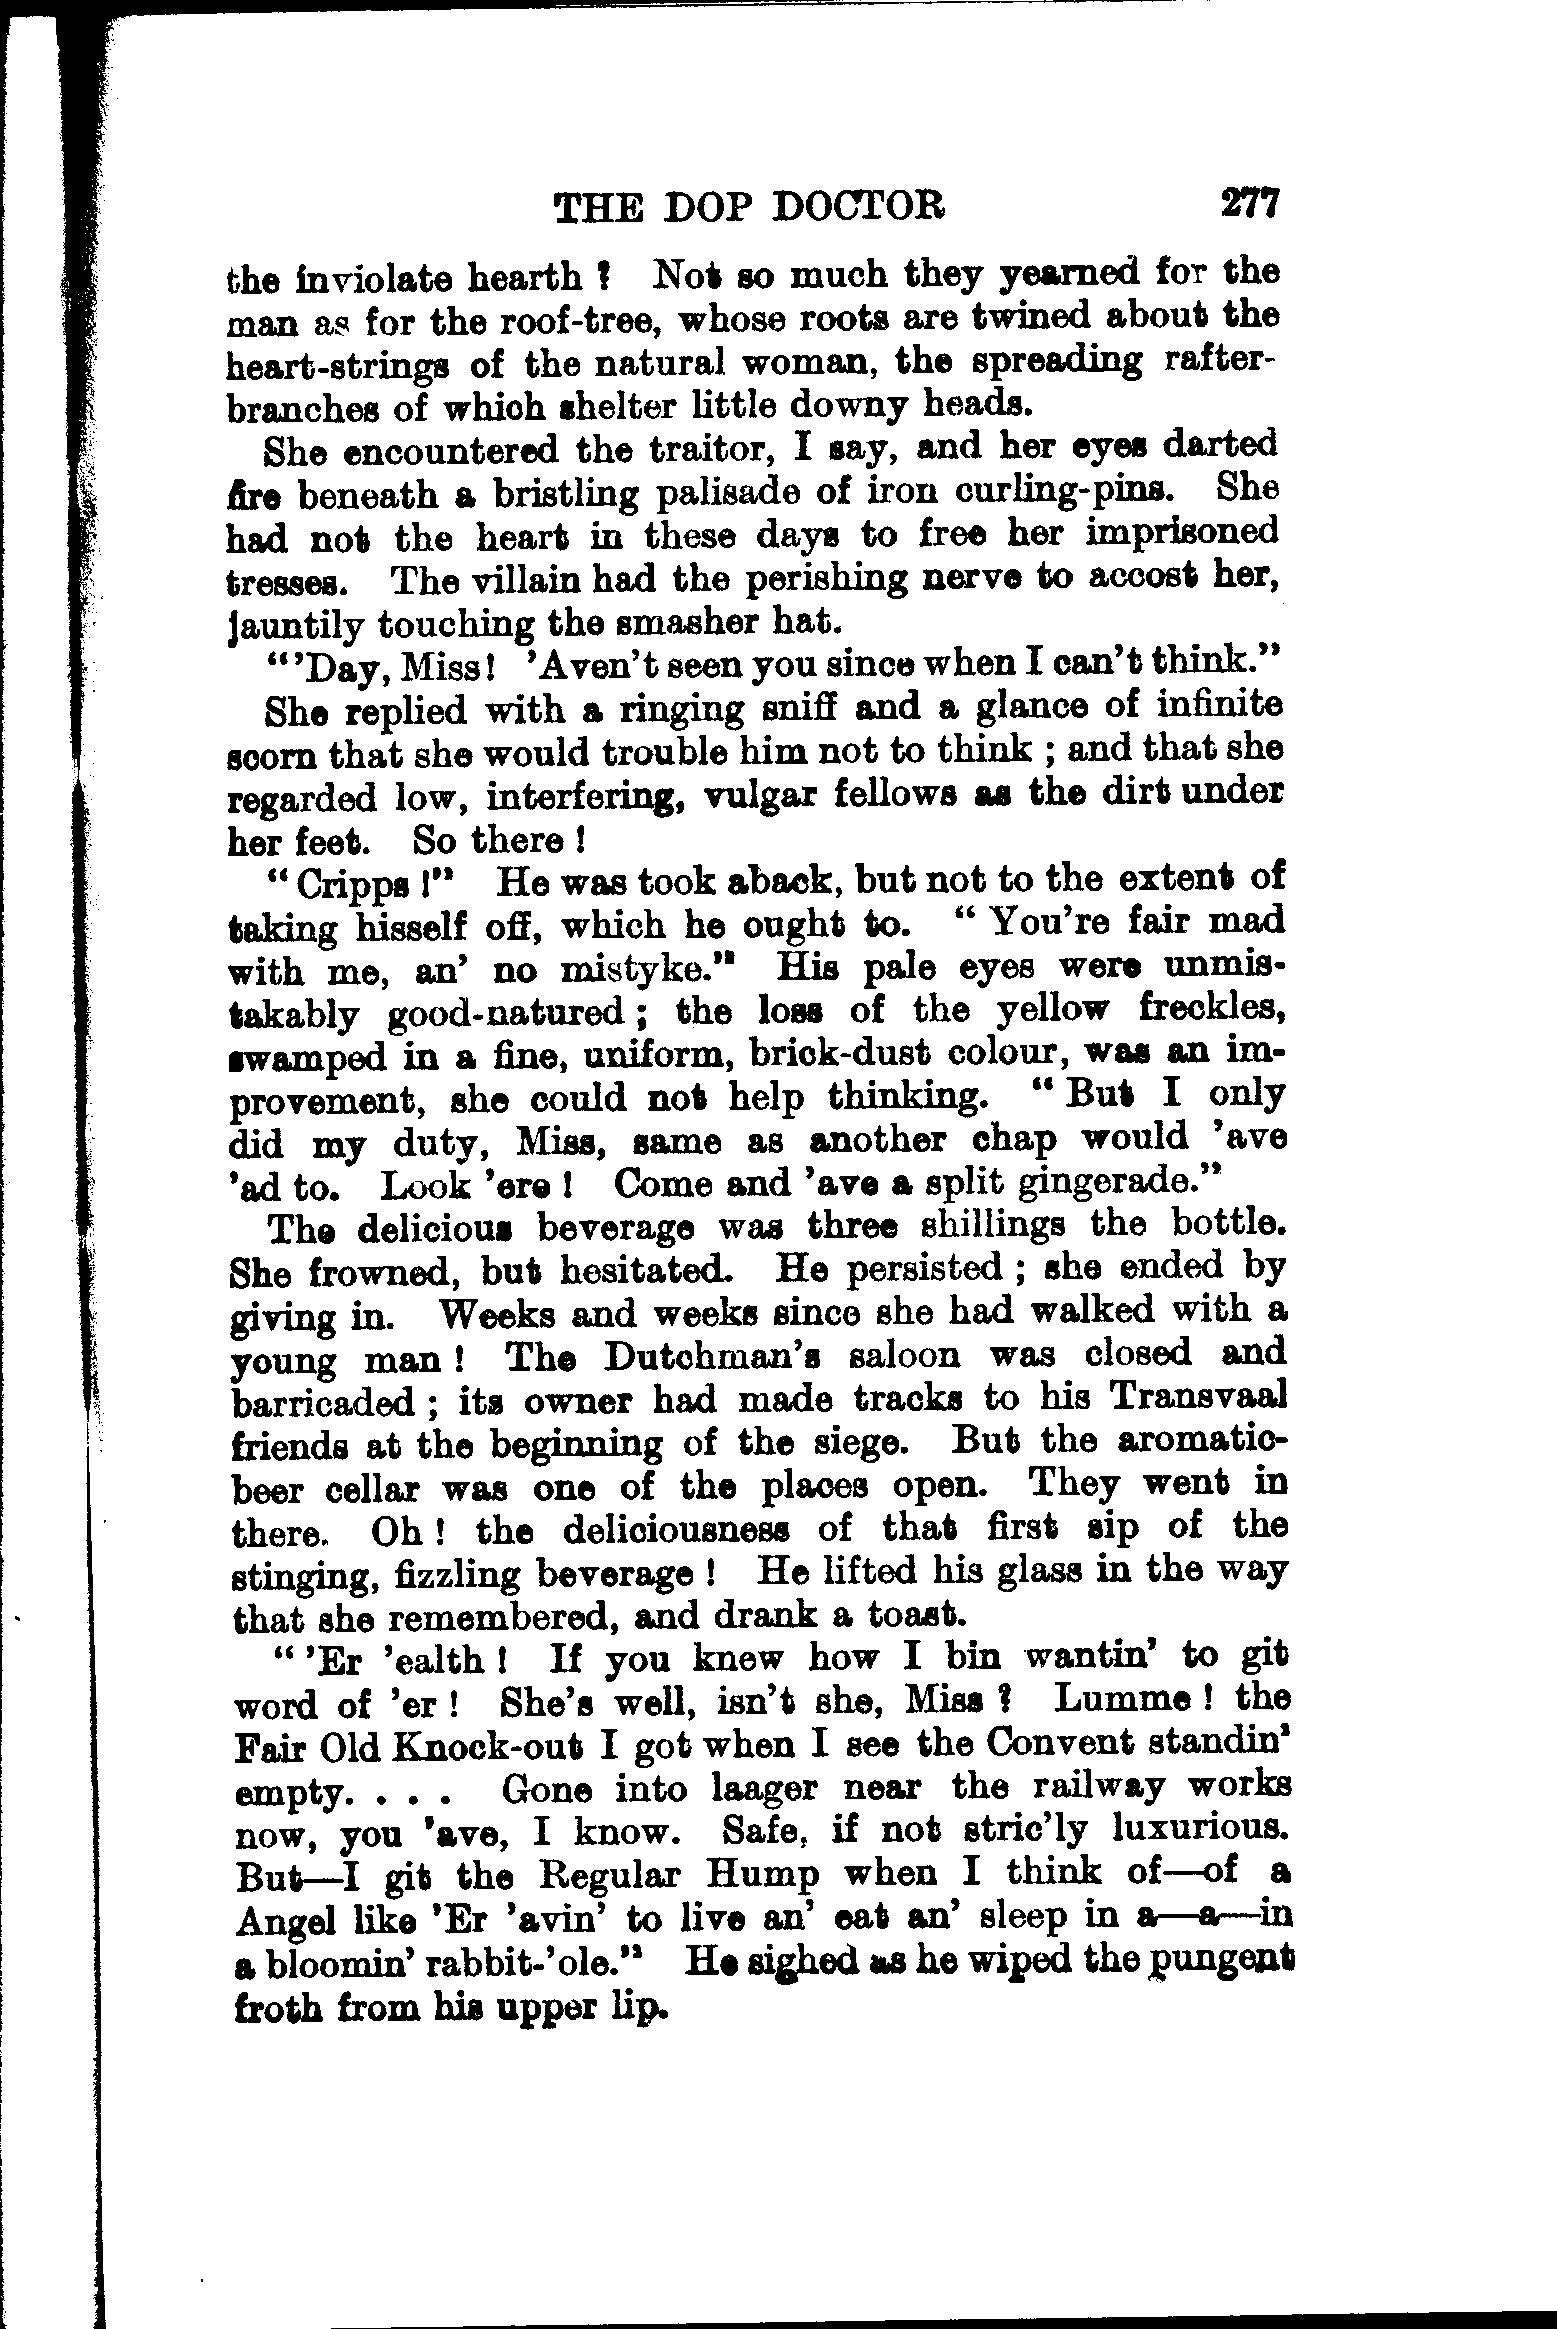 THE DOP DOCTOR 277
the inviolate hearth? Not so much they yearned for the
man as for the roof-tree, whose roots are twined about the
heart-strings of the natural woman, the spreading rafter-
branches of which shelter little downy heads.
She encountered the traitor, I say, and her eyes darted
fire beneath a bristling palisade of iron curling-pins. She
had not the heart in these days to free her imprisoned
tresses. The villain had the perishing nerve to accost her,
jauntily touching the smasher hat.
"'Day, Miss! 'Aven't seen you since when I can't think."
She replied with a ringing sniff and a glance of infinite
scorn that she would trouble him not to think; and that she
regarded low, interfering, vulgar fellows as the dirt under
her feet. So there!
"Cripps!" He was took aback, but not to the extent of
taking hisself off, which he ought to. "You're fair mad
with me, an' no mistyke." His pale eyes were unmis-
takably good-natured; the loss of the yellow freckles,
swamped in a fine, uniform, brick-dust colour, was an im-
provement, she could not help thinking. "But I only
did my duty, Miss, same as another chap would 'ave
'ad to. Look 'ere! Come and 'ave a split gingerade."
The delicious beverage was three shillings the bottle.
She frowned, but hesitated. He persisted; she ended by
giving in. Weeks and weeks since she had walked with a
young man! The Dutchman's saloon was closed and
barricaded; its owner had made tracks to his Transvaal
friends at the beginning of the siege. But the aromatic-
beer cellar was one of the places open. They went in
there. Oh! the deliciousness of that first sip of the
stinging, fizzling beverage! He lifted his glass in the way
that she remembered, and drank a toast.
"'Er 'ealth! If you knew how I bin wantin' to git
word of 'er! She's well, isn't she, Miss? Lumme! the
Fair Old Knock-out I got when I see the Convent standin'
empty. . . . Gone into laager near the railway works
now, you 'ave, I know. Safe, if not stric'ly luxurious.
But—I git the Regular Hump when I think of—of a
Angel like 'Er 'avin' to live an' eat an' sleep in a—a—in
a bloomin' rabbit-'ole." He sighed as he wiped the pungent
froth from his upper lip.